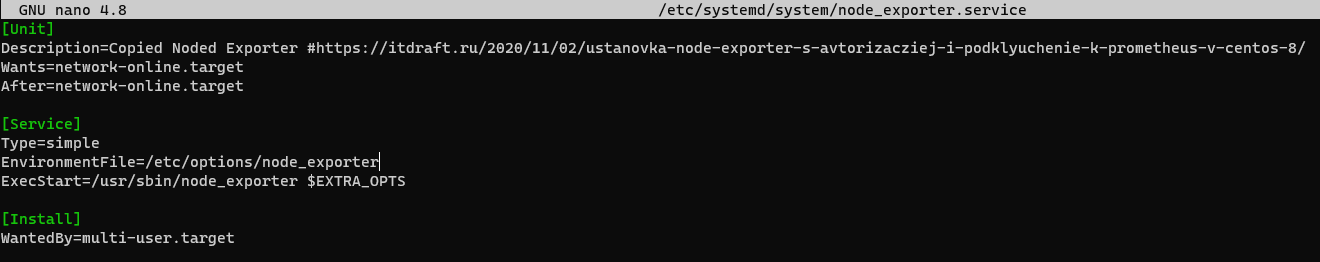 GNU nano 4.8 /etc/systemd/system/node_exporter.service
[Unit]
Description=Copied Noded Exporter #https://itdraft.ru/2020/11/02/ustanovka-node-exporter-s-avtorizacziej-i-podklyuchenie-k-prometheus-v-centos-8/
Wants=network-online.target
After=network-online.target
[Service]
Type=simple
EnvironmentFile=/etc/options/node_exporter
ExecStart=/usr/sbin/node_exporter $EXTRA_OPTS
[Install]
WantedBy=multi-user.target